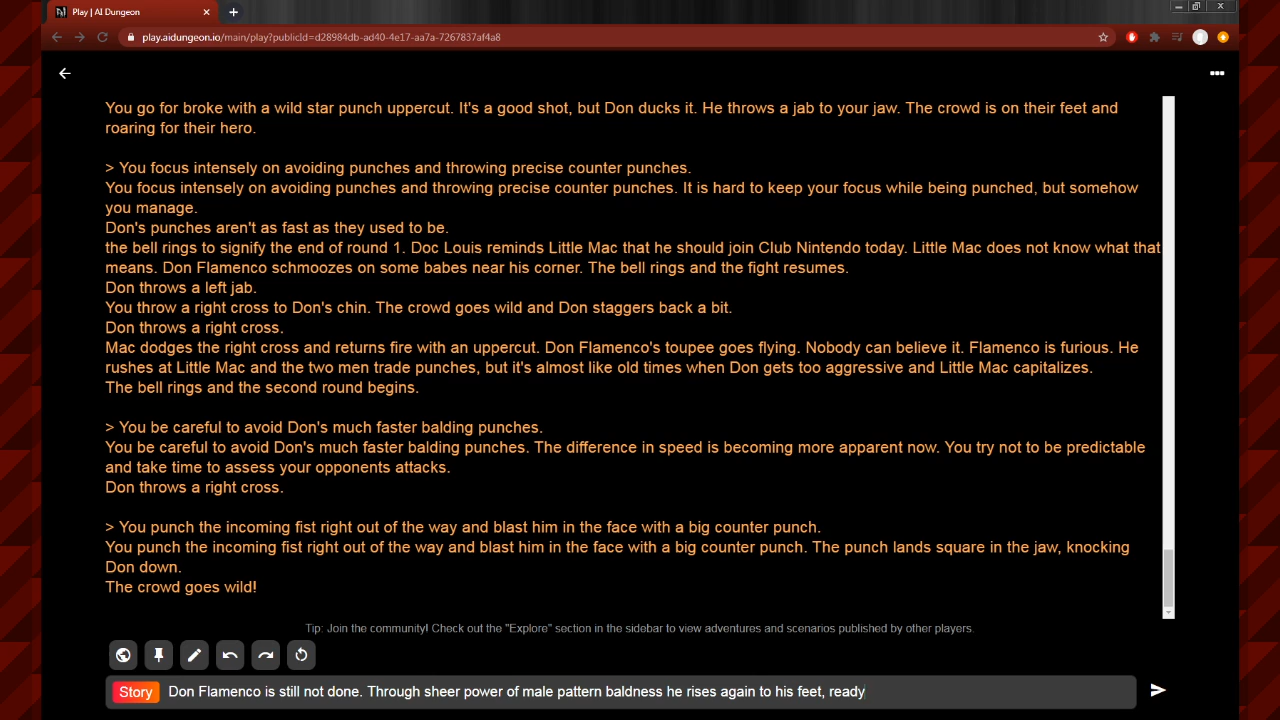 Play | AI Dungeon
play.aidungeon.io/main/play?publicId=d28984db-ad40-4e17-aa7a-7267837af4a8
You go for broke with a wild star punch uppercut. It's a good shot, but Don ducks it. He throws a jab to your jaw. The crowd is on their feet and
roaring for their hero.
> You focus intensely on avoiding punches and throwing precise counter punches.
You focus intensely on avoiding punches and throwing precise counter punches. It is hard to keep your focus while being punched, but somehow
you manage.
Don's punches aren't as fast as they used to be.
the bell rings to signify the end of round 1. Doc Louis reminds Little Mac that he should join Club Nintendo today. Little Mac does not know what that
means. Don Flamenco schmoozes on some babes near his corner. The bell rings and the fight resumes.
Don throws a left jab.
You throw a right cross to Don's chin. The crowd goes wild and Don staggers back a bit.
Don throws a right cross.
Mac dodges the right cross and returns fire with an uppercut. Don Flamenco's toupee goes flying. Nobody can believe it. Flamenco is furious. He
rushes at Little Mac and the two men trade punches, but it's almost like old times when Don gets too aggressive and Little Mac capitalizes.
The bell rings and the second round begins.
> You be careful to avoid Don's much faster balding punches.
You be careful to avoid Don's much faster balding punches. The difference in speed is becoming more apparent now. You try not to be predictable
and take time to assess your opponents attacks.
Don throws a right cross.
> You punch the incoming fist right out of the way and blast him in the face with a big counter punch.
You punch the incoming fist right out of the way and blast him in the face with a big counter punch. The punch lands square in the jaw, knocking
Don down.
The crowd goes wild!
Tip: Join the community! Check out the "Explore" section in the sidebar to view adventures and scenarios published by other players.
Story Don Flamenco is still not done. Through sheer power of male pattern baldness he rises again to his feet, ready